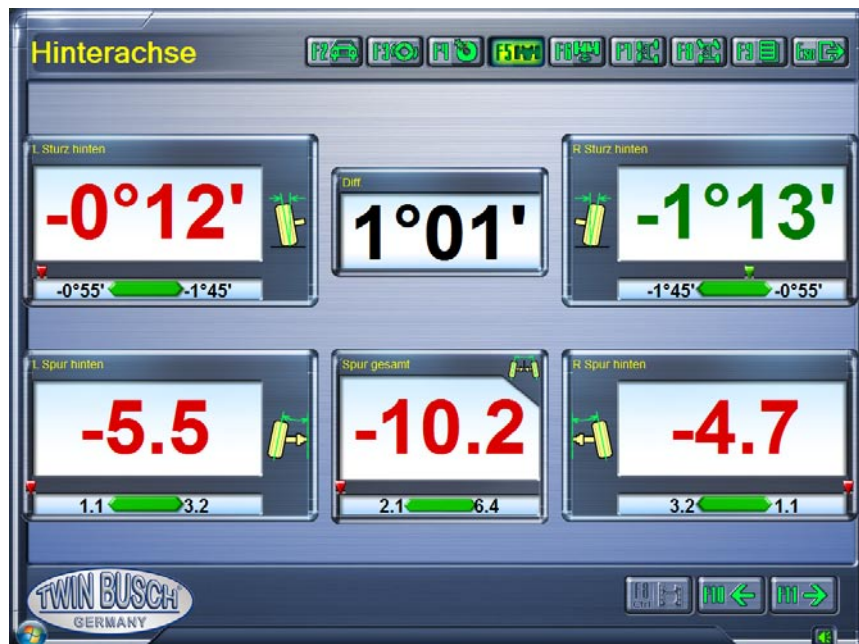 Hinterachse
F2
F3
F4
F5
F6
F7
F8
F9
Esc
L Sturz hinten
-0°12'
-0°55' -1°45'
Diff
1°01'
R Sturz hinten
-1°13'
-1°45' -0°55'
L Spur hinten
-5.5
1.1 3.2
Spur gesamt
-10.2
2.1 6.4
R Spur hinten
-4.7
3.2 1.1
TWIN BUSCH
GERMANY
F8
Ctrl
F10
F11